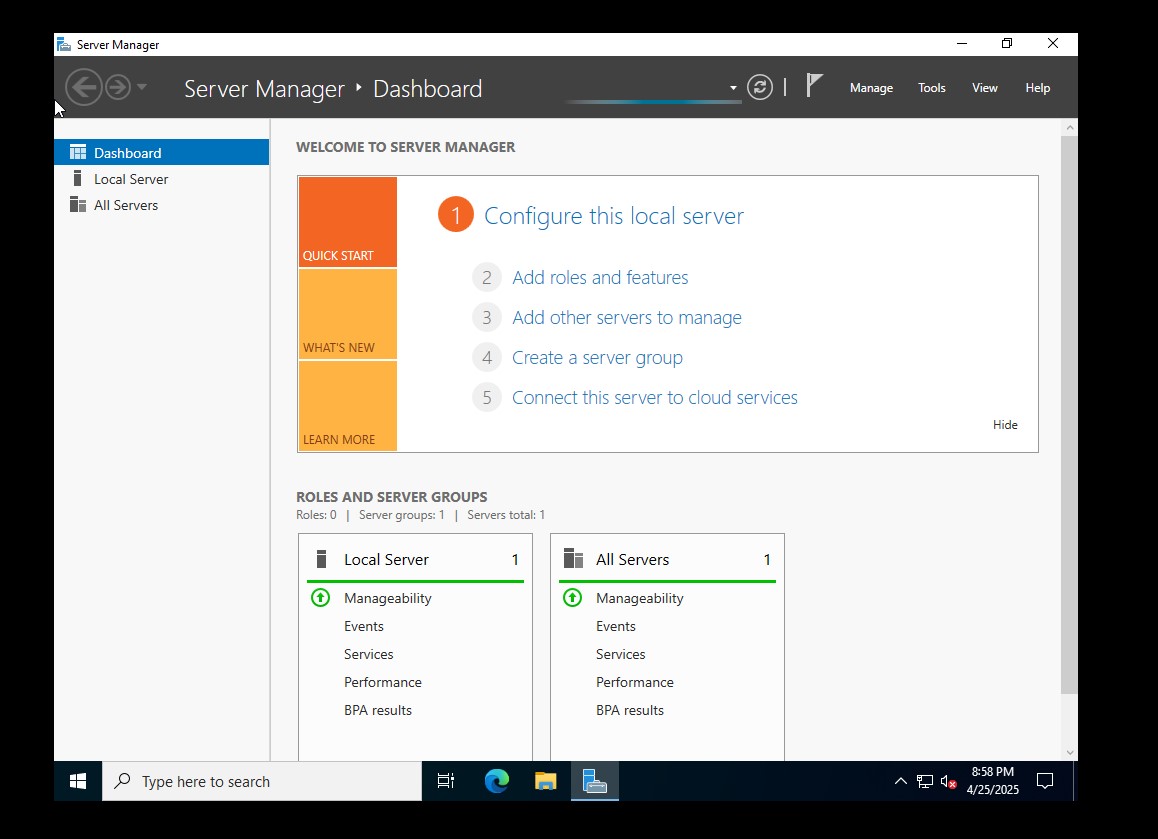 Server Manager
Server Manager Dashboard
Manage Tools View Help
Dashboard
Local Server
All Servers
WELCOME TO SERVER MANAGER
QUICK START
WHAT'S NEW
LEARN MORE
1 Configure this local server
2 Add roles and features
3 Add other servers to manage
4 Create a server group
5 Connect this server to cloud services
Hide
ROLES AND SERVER GROUPS
Roles: 0 | Server groups: 1 | Servers total: 1
Local Server 1
Manageability
Events
Services
Performance
BPA results
All Servers 1
Manageability
Events
Services
Performance
BPA results
Type here to search
8:58 PM
4/25/2025